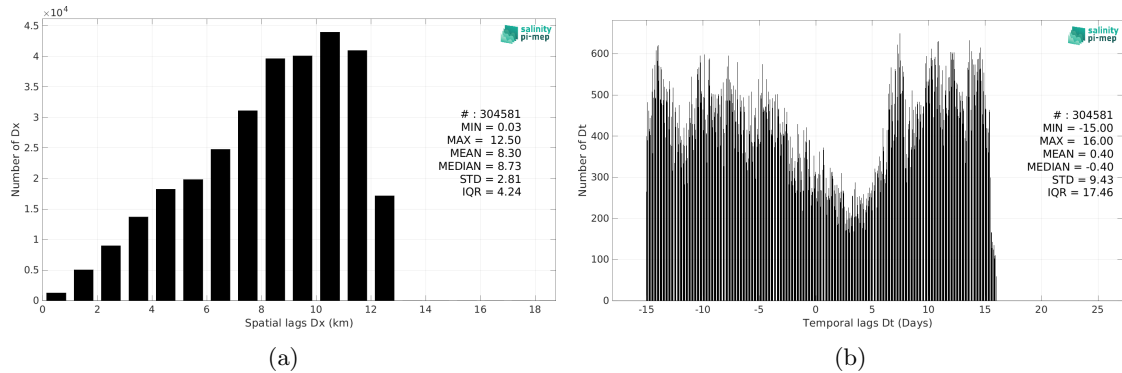 ×10⁴
4.5
4
3.5
3
2.5
2
1.5
1
0.5
0
Number of Dx
0 2 4 6 8 10 12 14 16 18
Spatial lags Dx (km)
salinity
pi-mep
# : 304581
MIN = 0.03
MAX = 12.50
MEAN = 8.30
MEDIAN = 8.73
STD = 2.81
IQR = 4.24
(a)
600
500
400
300
200
100
0
Number of Dt
-15 -10 -5 0 5 10 15 20 25
Temporal lags Dt (Days)
salinity
pi-mep
# : 304581
MIN = -15.00
MAX = 16.00
MEAN = 0.40
MEDIAN = -0.40
STD = 9.43
IQR = 17.46
(b)